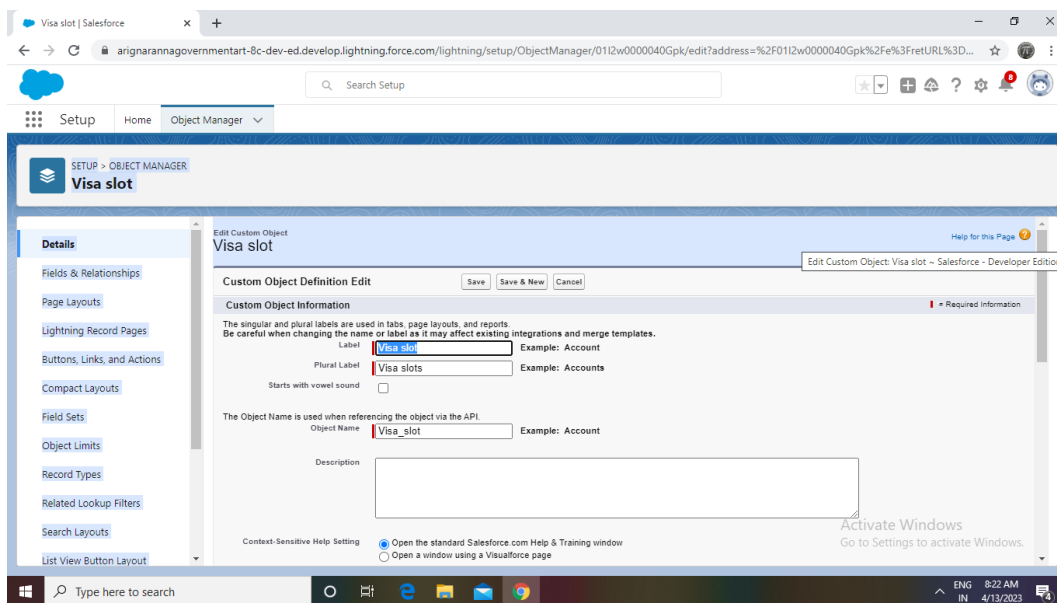 Visa slot | Salesforce
arignarannagovernmentart-8c-dev-ed.develop.lightning.force.com/lightning/setup/ObjectManager/01I2w0000040Gpk/edit?address=%2F01I2w0000040Gpk%2Fe%3FretURL%3D...
Search Setup
8
Setup Home Object Manager
SETUP > OBJECT MANAGER
Visa slot
Details
Fields & Relationships
Page Layouts
Lightning Record Pages
Buttons, Links, and Actions
Compact Layouts
Field Sets
Object Limits
Record Types
Related Lookup Filters
Search Layouts
List View Button Layout
Edit Custom Object
Visa slot
Help for this Page
Edit Custom Object: Visa slot ~ Salesforce - Developer Edition
Custom Object Definition Edit Save Save & New Cancel
Custom Object Information = Required Information
The singular and plural labels are used in tabs, page layouts, and reports.
Be careful when changing the name or label as it may affect existing integrations and merge templates.
Label Visa slot Example: Account
Plural Label Visa slots Example: Accounts
Starts with vowel sound
The Object Name is used when referencing the object via the API.
Object Name Visa_slot Example: Account
Description
Context-Sensitive Help Setting Open the standard Salesforce.com Help & Training window
Open a window using a Visualforce page
Activate Windows
Go to Settings to activate Windows.
Type here to search
ENG 8:22 AM
IN 4/13/2023
4